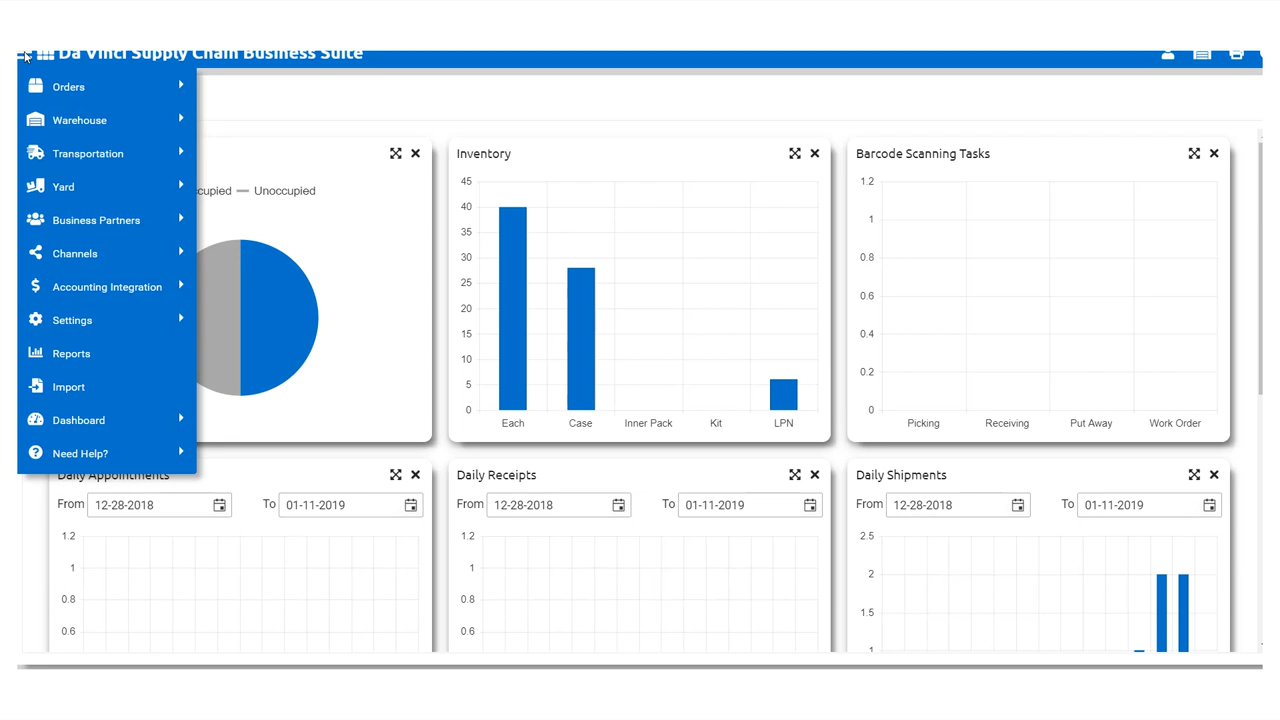 Da Vinci Supply Chain Business Suite
Orders
Warehouse
Transportation
Yard
Business Partners
Channels
Accounting Integration
Settings
Reports
Import
Dashboard
Need Help?
Unoccupied
Inventory
45
40
35
30
25
20
15
10
5
0
Each Case Inner Pack Kit LPN
Barcode Scanning Tasks
1.2
1
0.8
0.6
0.4
0.2
0
Picking Receiving Put Away Work Order
Daily Appointments
From 12-28-2018 To 01-11-2019
1.2
1
0.8
0.6
Daily Receipts
From 12-28-2018 To 01-11-2019
1.2
1
0.8
0.6
Daily Shipments
From 12-28-2018 To 01-11-2019
2.5
2
1.5
1